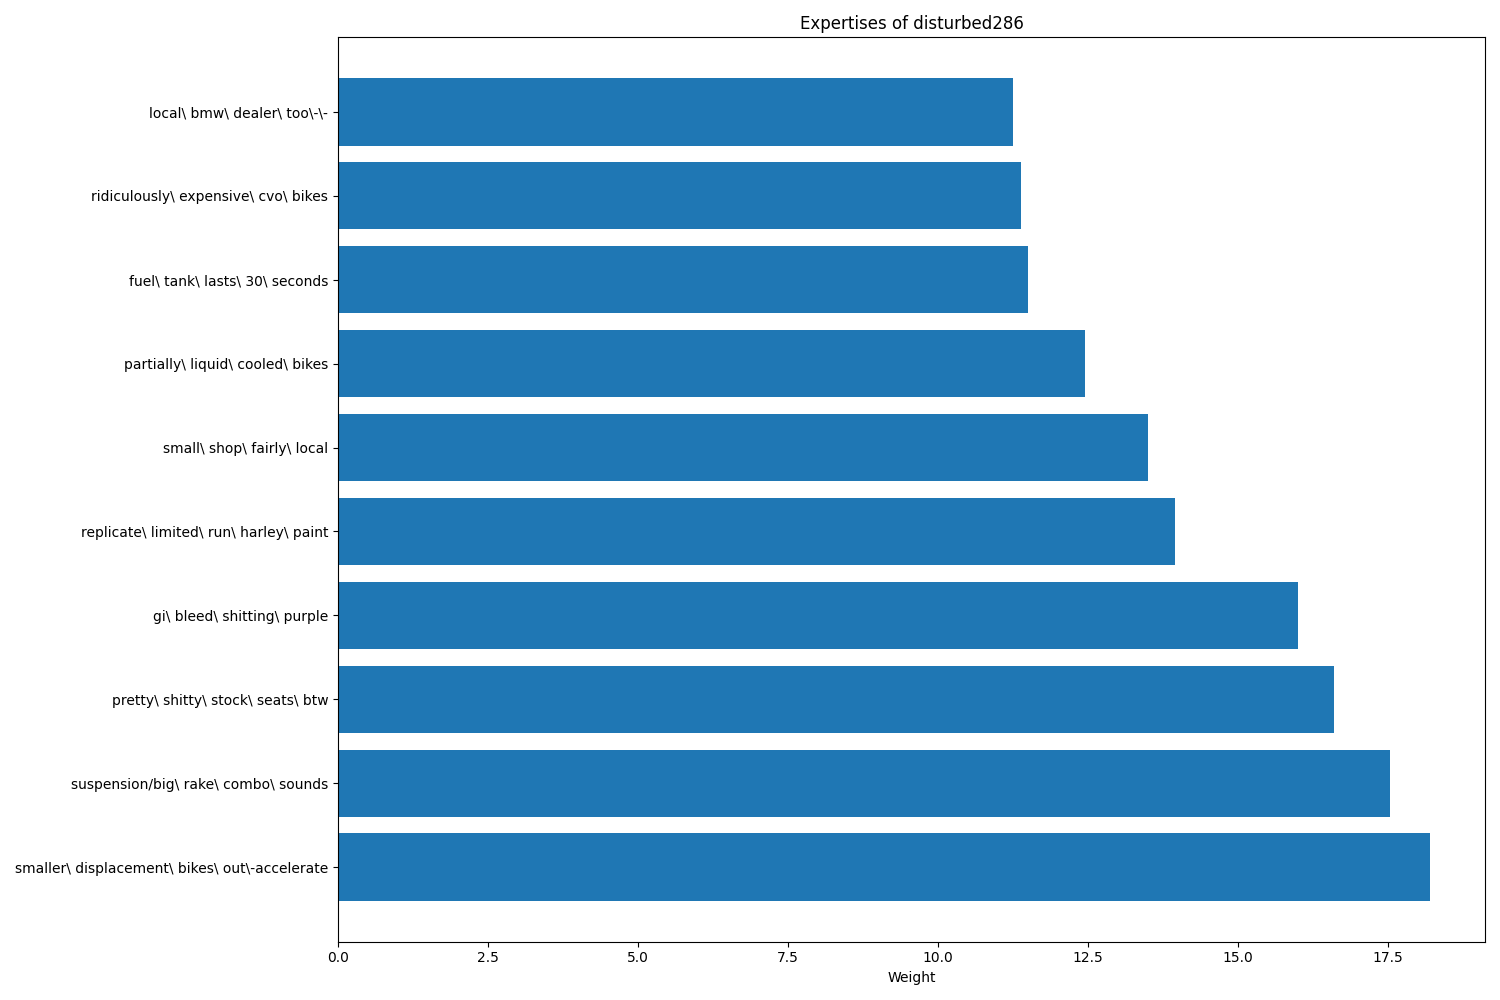 Expertises of disturbed286
local\ bmw\ dealer\ too\-\-
ridiculously\ expensive\ cvo\ bikes
fuel\ tank\ lasts\ 30\ seconds
partially\ liquid\ cooled\ bikes
small\ shop\ fairly\ local
replicate\ limited\ run\ harley\ paint
gi\ bleed\ shitting\ purple
pretty\ shitty\ stock\ seats\ btw
suspension/big\ rake\ combo\ sounds
smaller\ displacement\ bikes\ out\-accelerate
0.0 2.5 5.0 7.5 10.0 12.5 15.0 17.5
Weight